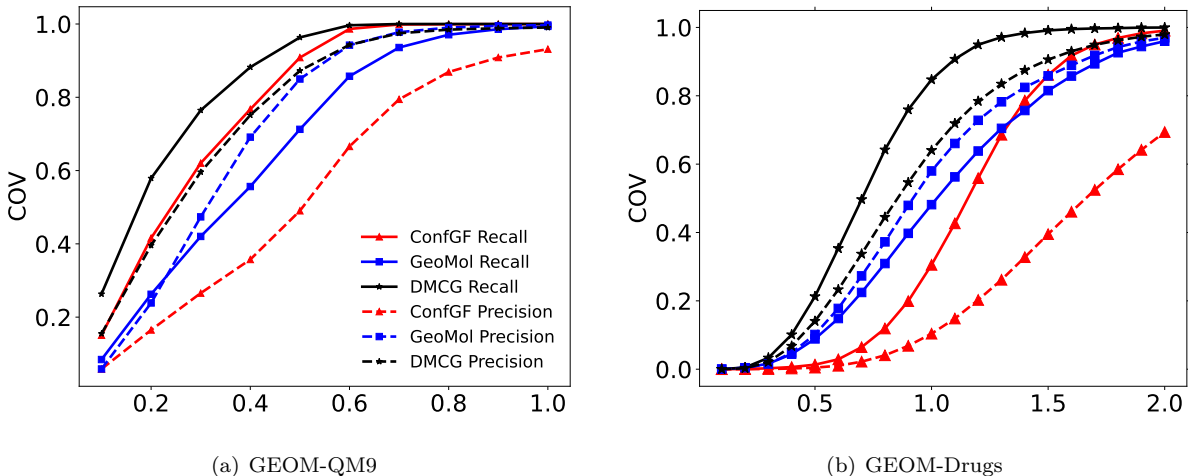 COV
1.0
0.8
0.6
0.4
0.2
0.2
0.4
0.6
0.8
1.0
ConfGF Recall
GeoMol Recall
DMCG Recall
ConfGF Precision
GeoMol Precision
DMCG Precision
(a) GEOM-QM9
COV
1.0
0.8
0.6
0.4
0.2
0.0
0.5
1.0
1.5
2.0
(b) GEOM-Drugs